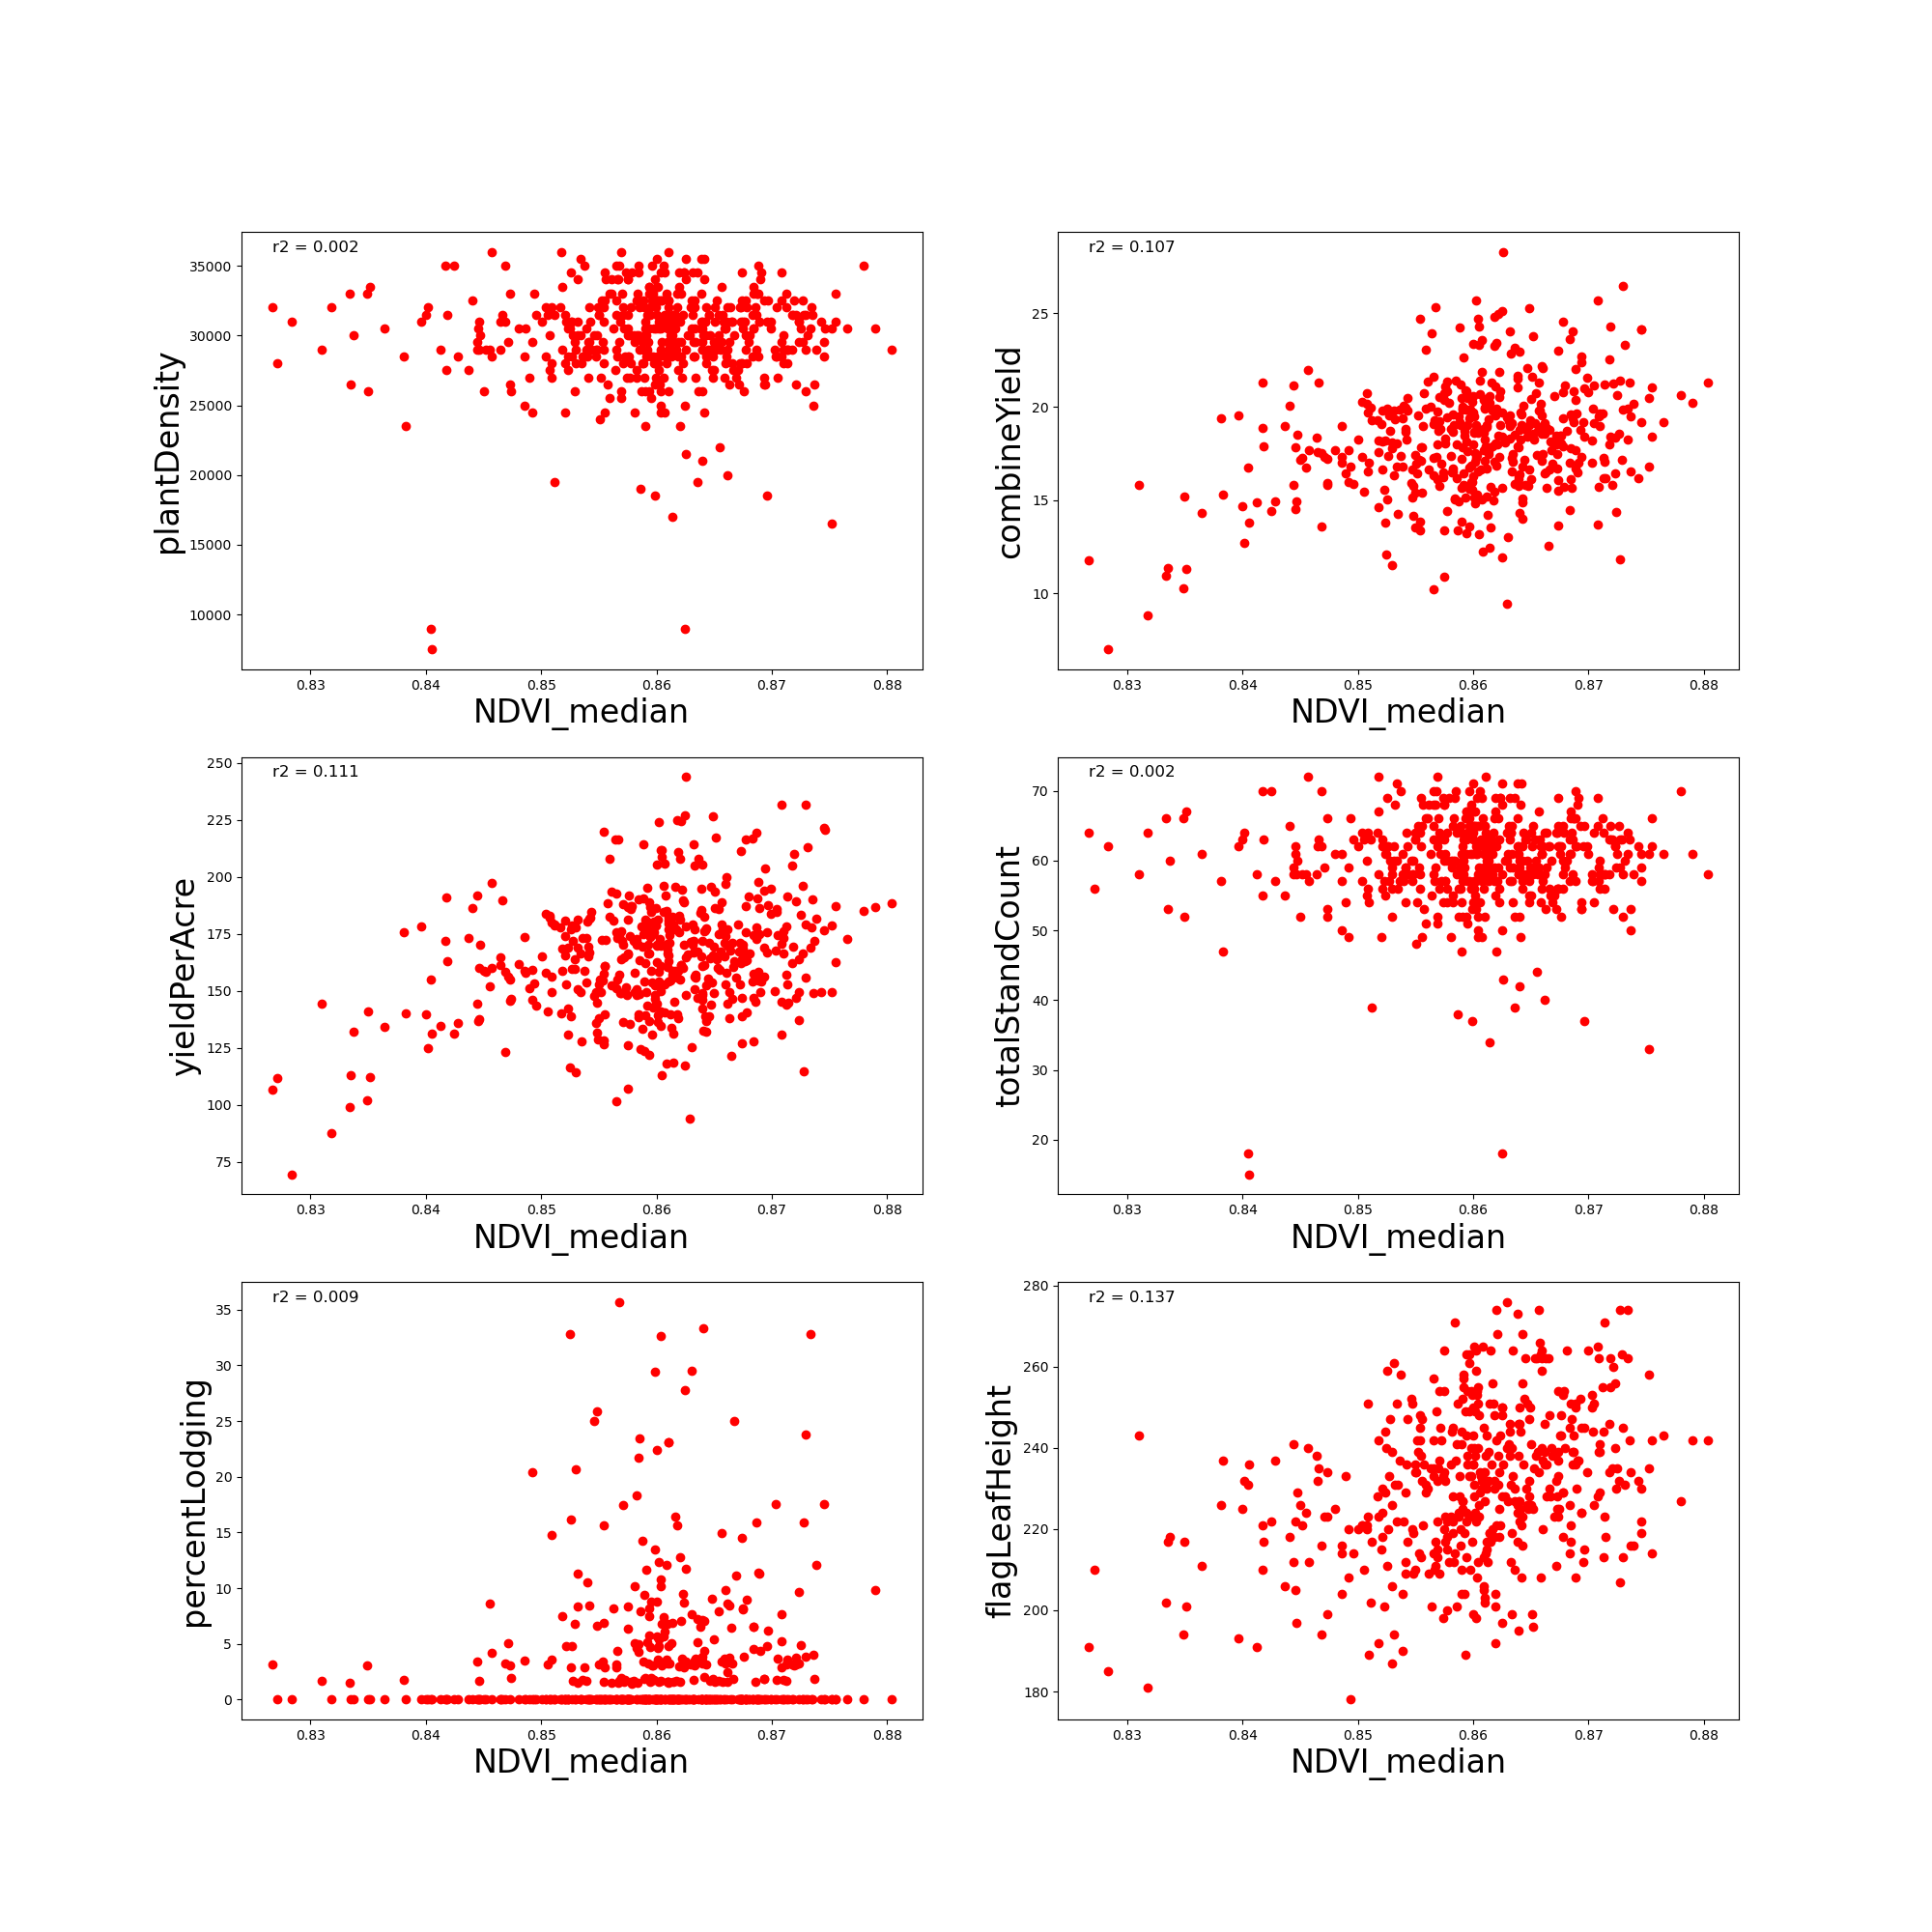 r2 = 0.002
plantDensity
35000
30000
25000
20000
15000
10000
0.83 0.84 0.85 0.86 0.87 0.88
NDVI_median
r2 = 0.107
combineYield
25
20
15
10
0.83 0.84 0.85 0.86 0.87 0.88
NDVI_median
r2 = 0.111
yieldPerAcre
250
225
200
175
150
125
100
75
0.83 0.84 0.85 0.86 0.87 0.88
NDVI_median
r2 = 0.002
totalStandCount
70
60
50
40
30
20
0.83 0.84 0.85 0.86 0.87 0.88
NDVI_median
r2 = 0.009
percentLodging
35
30
25
20
15
10
5
0
0.83 0.84 0.85 0.86 0.87 0.88
NDVI_median
r2 = 0.137
flagLeafHeight
280
260
240
220
200
180
0.83 0.84 0.85 0.86 0.87 0.88
NDVI_median